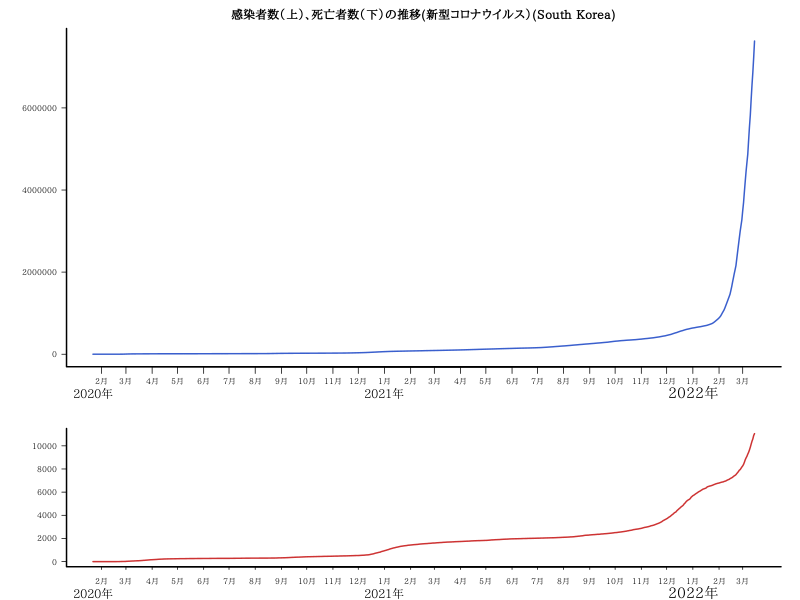 感染者数(上)、死亡者数(下)の推移(新型コロナウイルス)(South Korea)
6000000
4000000
2000000
0
2月 3月 4月 5月 6月 7月 8月 9月 10月 11月 12月 1月 2月 3月 4月 5月 6月 7月 8月 9月 10月 11月 12月 1月 2月 3月
2020年 2021年 2022年
10000
8000
6000
4000
2000
0
2月 3月 4月 5月 6月 7月 8月 9月 10月 11月 12月 1月 2月 3月 4月 5月 6月 7月 8月 9月 10月 11月 12月 1月 2月 3月
2020年 2021年 2022年